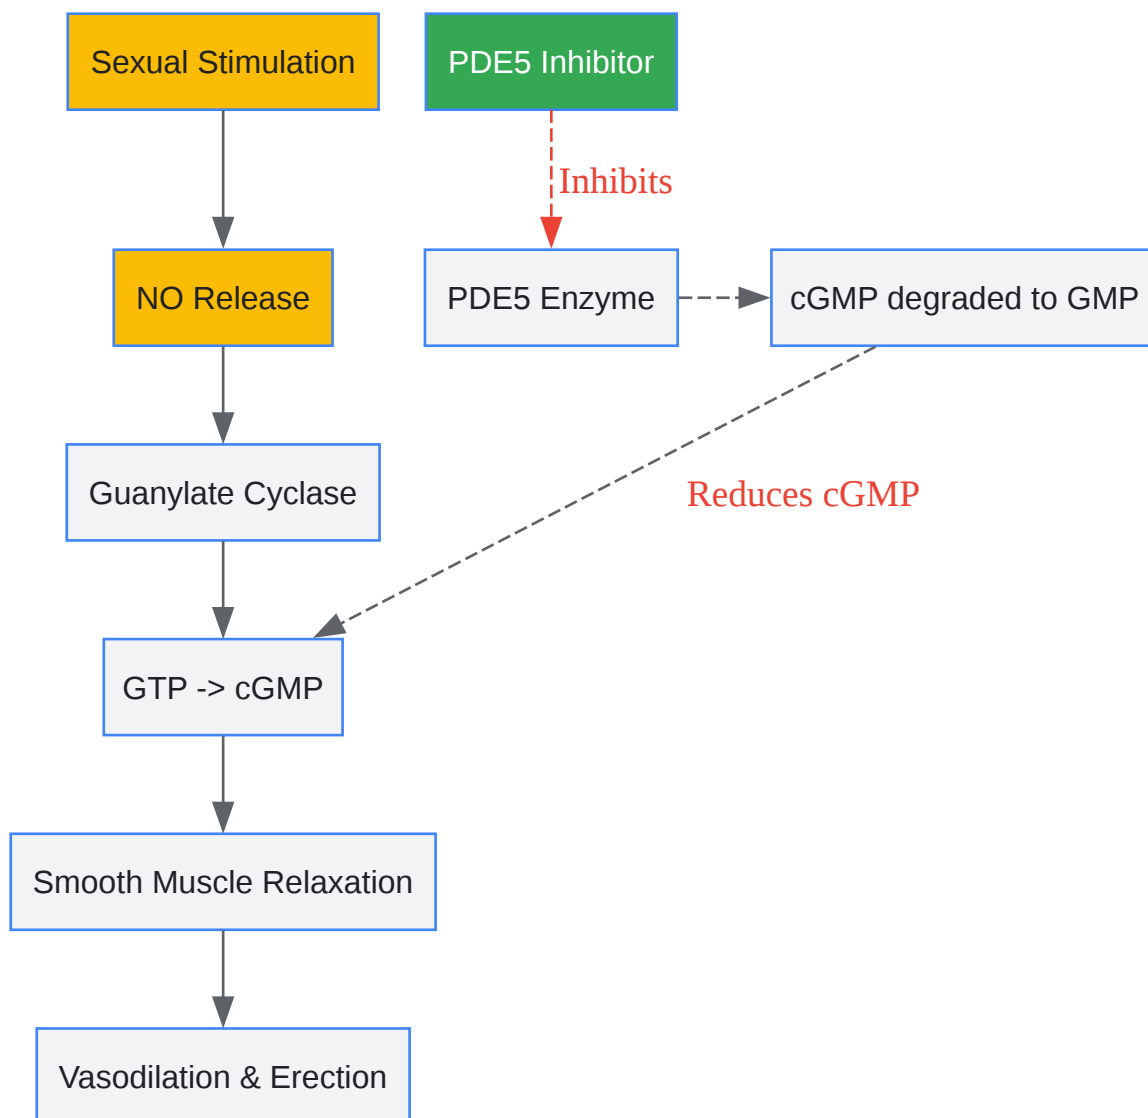 Sexual Stimulation
PDE5 Inhibitor
Inhibits
NO Release
PDE5 Enzyme
cGMP degraded to GMP
Guanylate Cyclase
Reduces cGMP
GTP -> cGMP
Smooth Muscle Relaxation
Vasodilation & Erection